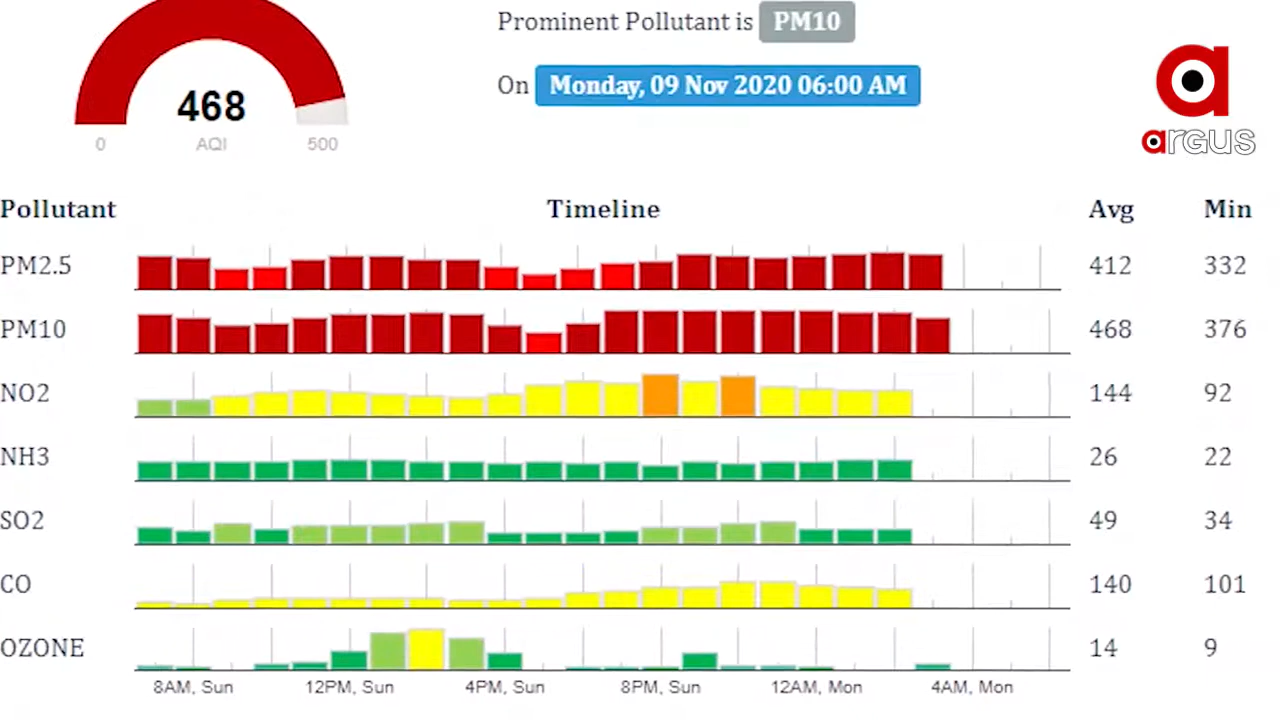 Prominent Pollutant is PM10
On Monday, 09 Nov 2020 06:00 AM
468
0 AQI 500
argus
Pollutant Timeline Avg Min
PM2.5 412 332
PM10 468 376
NO2 144 92
NH3 26 22
SO2 49 34
CO 140 101
OZONE 14 9
8AM, Sun 12PM, Sun 4PM, Sun 8PM, Sun 12AM, Mon 4AM, Mon